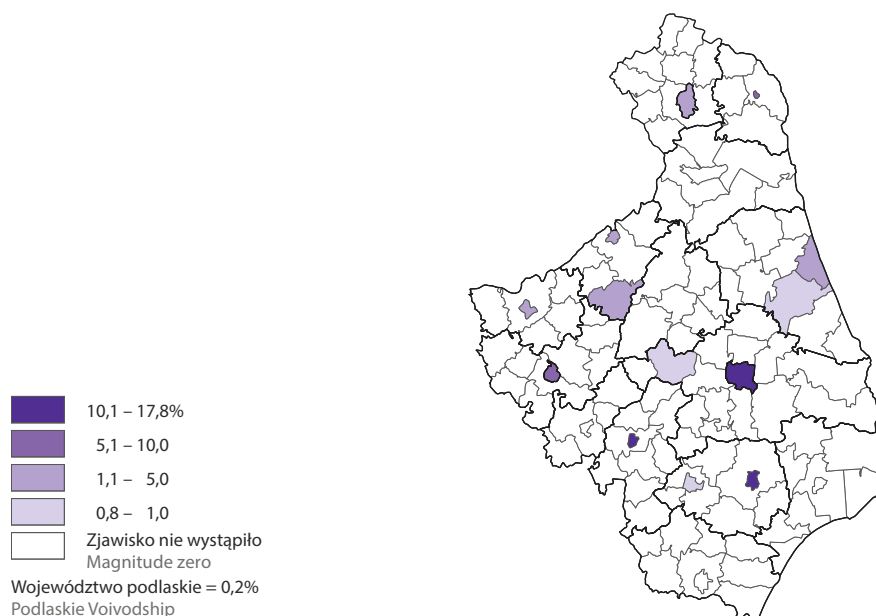 10,1 – 17,8%
5,1 – 10,0
1,1 – 5,0
0,8 – 1,0
Zjawisko nie wystąpiło
Magnitude zero
Województwo podlaskie = 0,2%
Podlaskie Voivodship